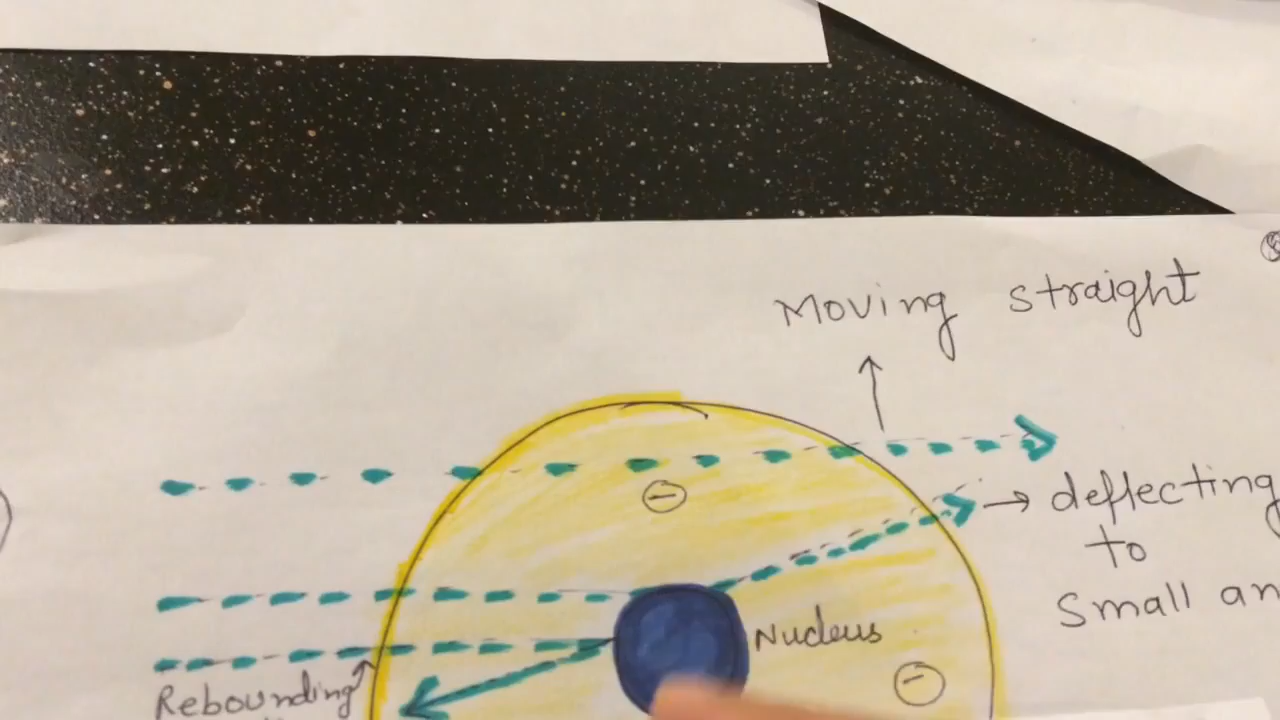 Moving straight
deflecting
to
Small an
Nucleus
Rebounding